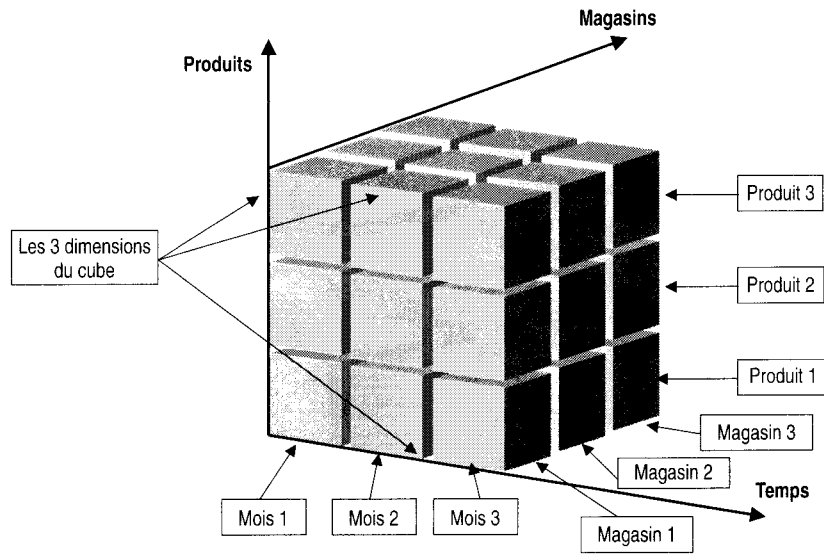 Magasins
Produits
Produit 3
Les 3 dimensions
du cube
Produit 2
Produit 1
Magasin 3
Magasin 2
Temps
Mois 1
Mois 2
Mois 3
Magasin 1